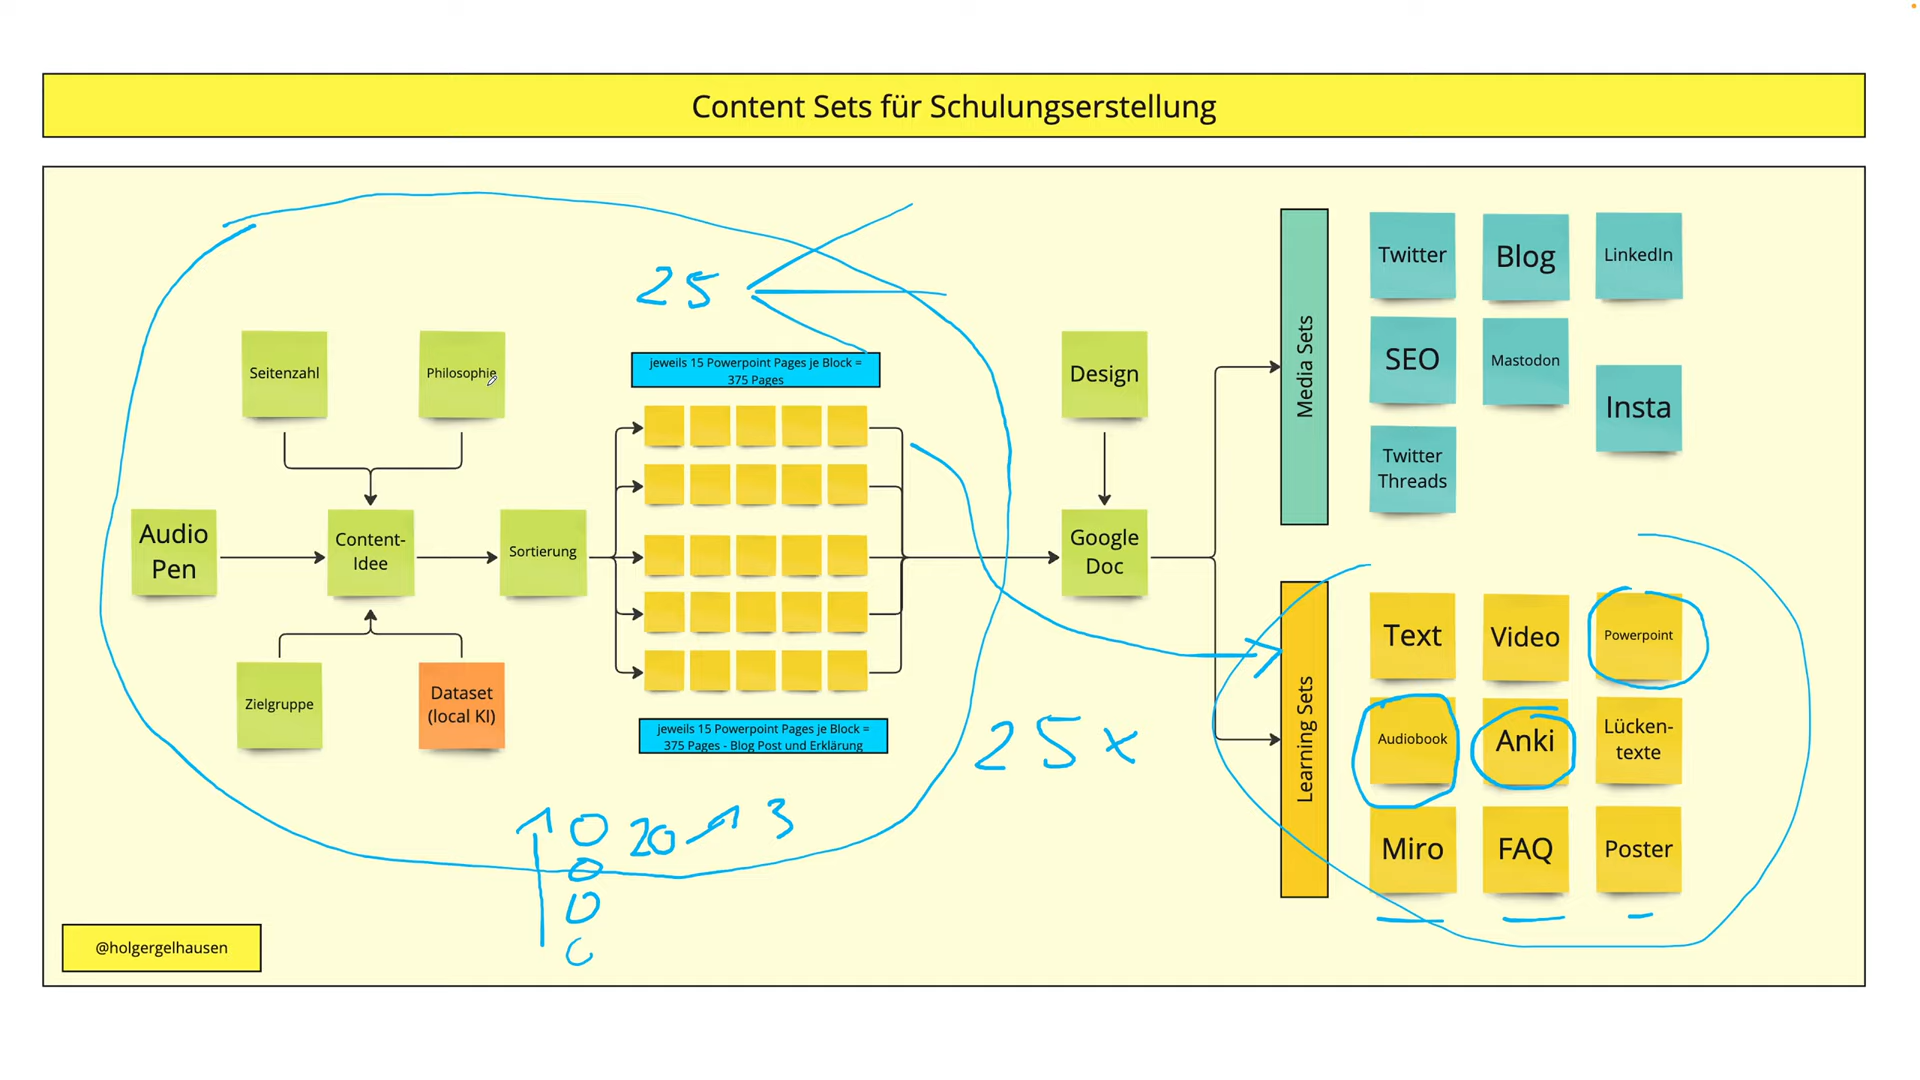 Content Sets für Schulungserstellung
25
Seitenzahl
Philosophie
jeweils 15 Powerpoint Pages je Block =
375 Pages
Design
Audio
Pen
Content-
Idee
Sortierung
Google
Doc
Zielgruppe
Dataset
(local KI)
jeweils 15 Powerpoint Pages je Block =
375 Pages - Blog Post und Erklärung
25 x
20
3
Media Sets
Twitter
Blog
LinkedIn
SEO
Mastodon
Insta
Twitter
Threads
Learning Sets
Text
Video
Powerpoint
Audiobook
Anki
Lücken-
texte
Miro
FAQ
Poster
@holgergelhausen